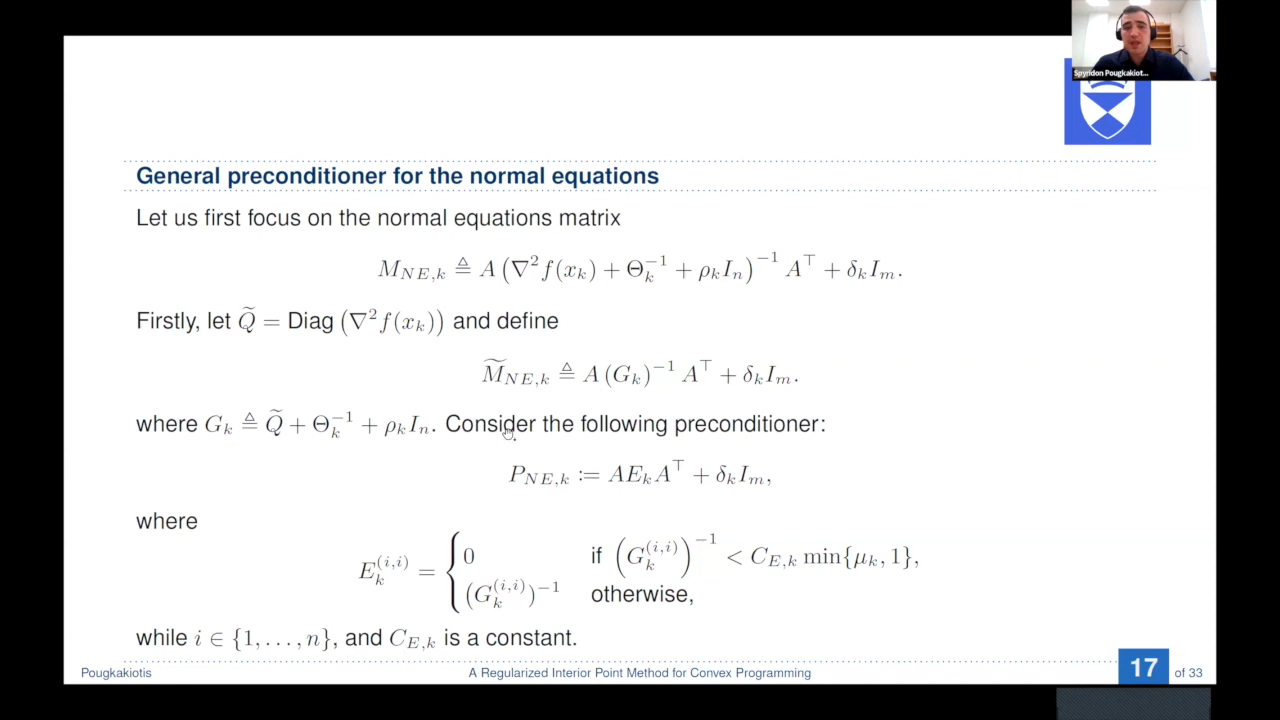 Spyridon Pougkakiot...
General preconditioner for the normal equations
Let us first focus on the normal equations matrix
M_{NE,k} ≜ A (∇²f(x_k) + Θ_k^{-1} + ρ_k I_n)^{-1} A^⊤ + δ_k I_m.
Firstly, let Q̃ = Diag (∇²f(x_k)) and define
M̃_{NE,k} ≜ A (G_k)^{-1} A^⊤ + δ_k I_m.
where G_k ≜ Q̃ + Θ_k^{-1} + ρ_k I_n. Consider the following preconditioner:
P_{NE,k} := AE_k A^⊤ + δ_k I_m,
where
E_k^{(i,i)} = { 0 if (G_k^{(i,i)})^{-1} < C_{E,k} min{μ_k, 1},
(G_k^{(i,i)})^{-1} otherwise,
while i ∈ {1, . . . , n}, and C_{E,k} is a constant.
Pougkakiotis A Regularized Interior Point Method for Convex Programming 17 of 33